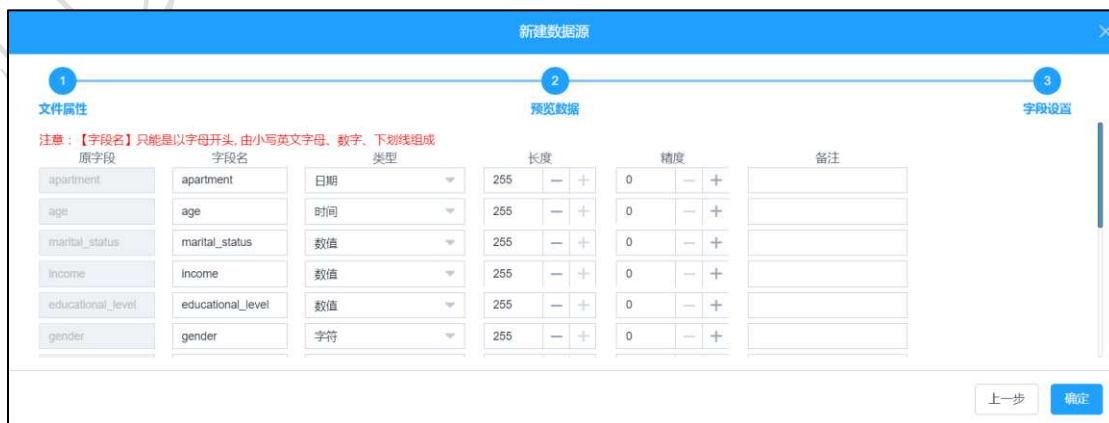 新建数据源
1 2 3
文件属性 预览数据 字段设置
注意：【字段名】只能是以字母开头, 由小写英文字母、数字、下划线组成
原字段 字段名 类型 长度 精度 备注
apartment apartment 日期 255 0
age age 时间 255 0
marital_status marital_status 数值 255 0
income income 数值 255 0
educational_level educational_level 数值 255 0
gender gender 字符 255 0
上一步 确定